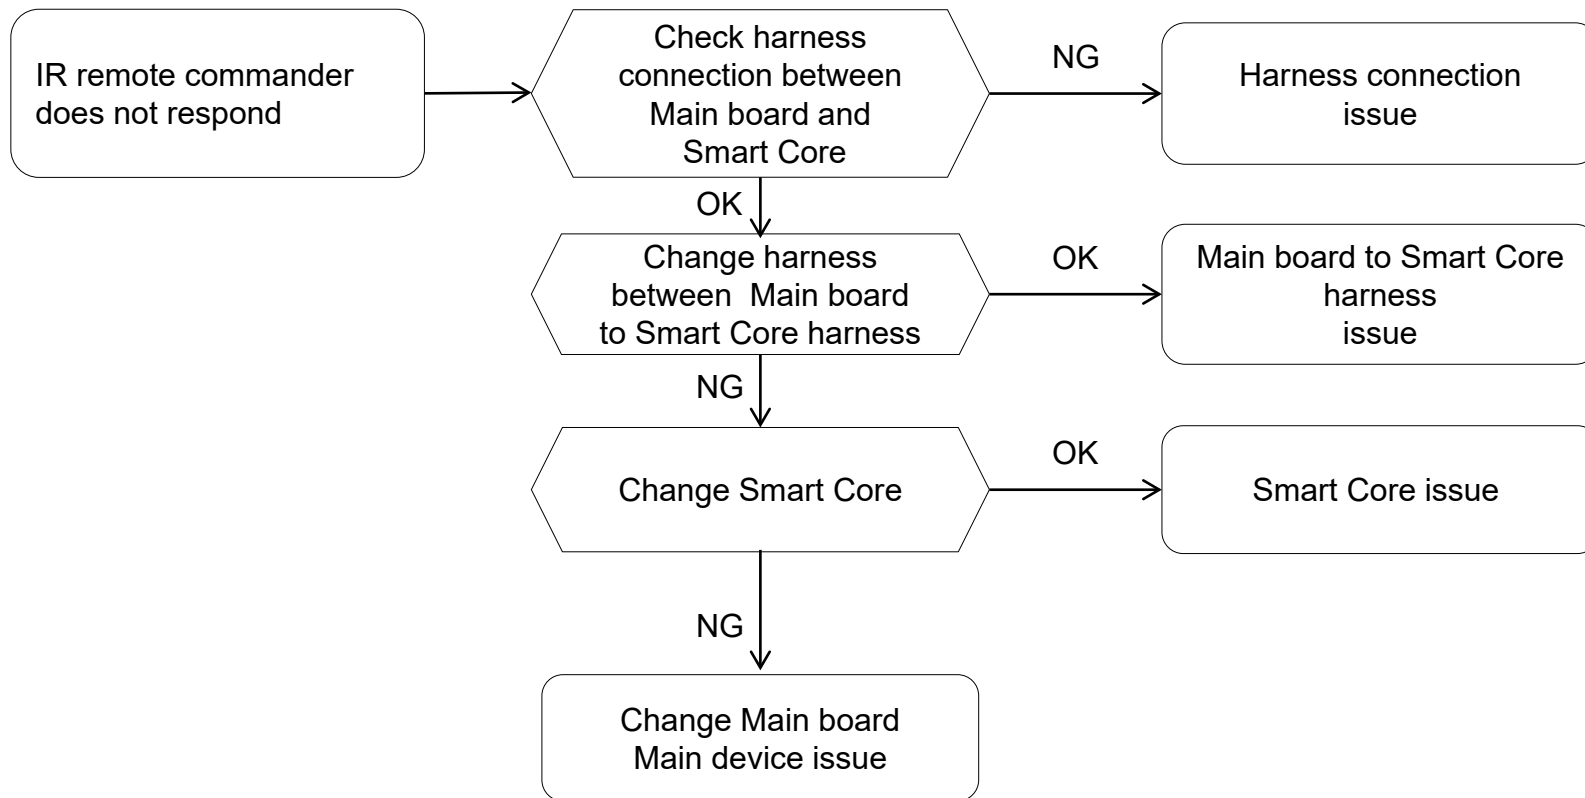 IR remote commander
does not respond
Check harness
connection between
Main board and
Smart Core
NG
Harness connection
issue
OK
Change harness
between  Main board
to Smart Core harness
OK
Main board to Smart Core
harness
issue
NG
Change Smart Core
OK
Smart Core issue
NG
Change Main board
Main device issue